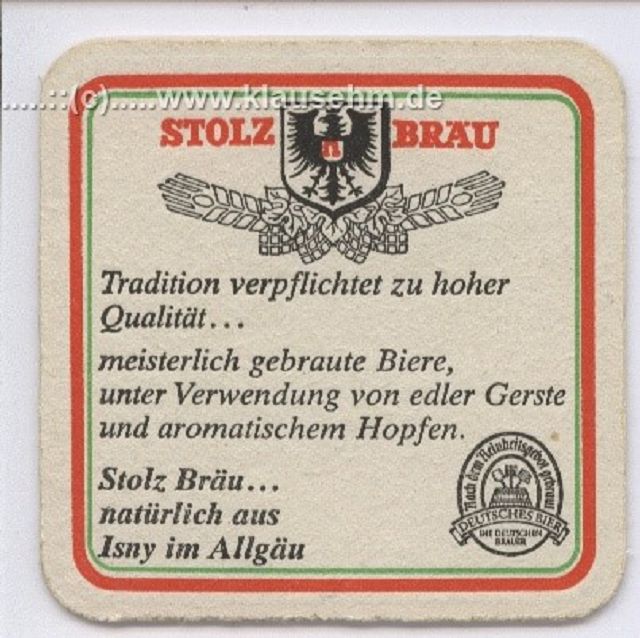 .....::(c).....www.klausehm.de
STOLZ BRÄU
Tradition verpflichtet zu hoher
Qualität...
meisterlich gebraute Biere,
unter Verwendung von edler Gerste
und aromatischem Hopfen.
Stolz Bräu...
natürlich aus
Isny im Allgäu
Nach dem Reinheitsgebot gebraut
DEUTSCHES BIER
DIE DEUTSCHEN
BRAUER